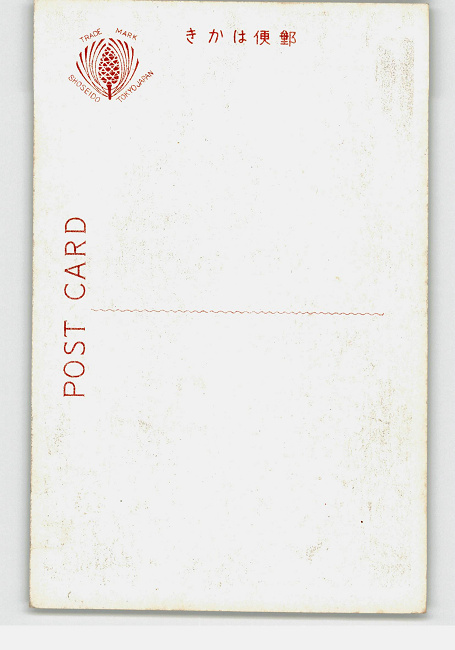 TRADE MARK
SHOSEIDO TOKYO JAPAN
きかは便郵
POST CARD